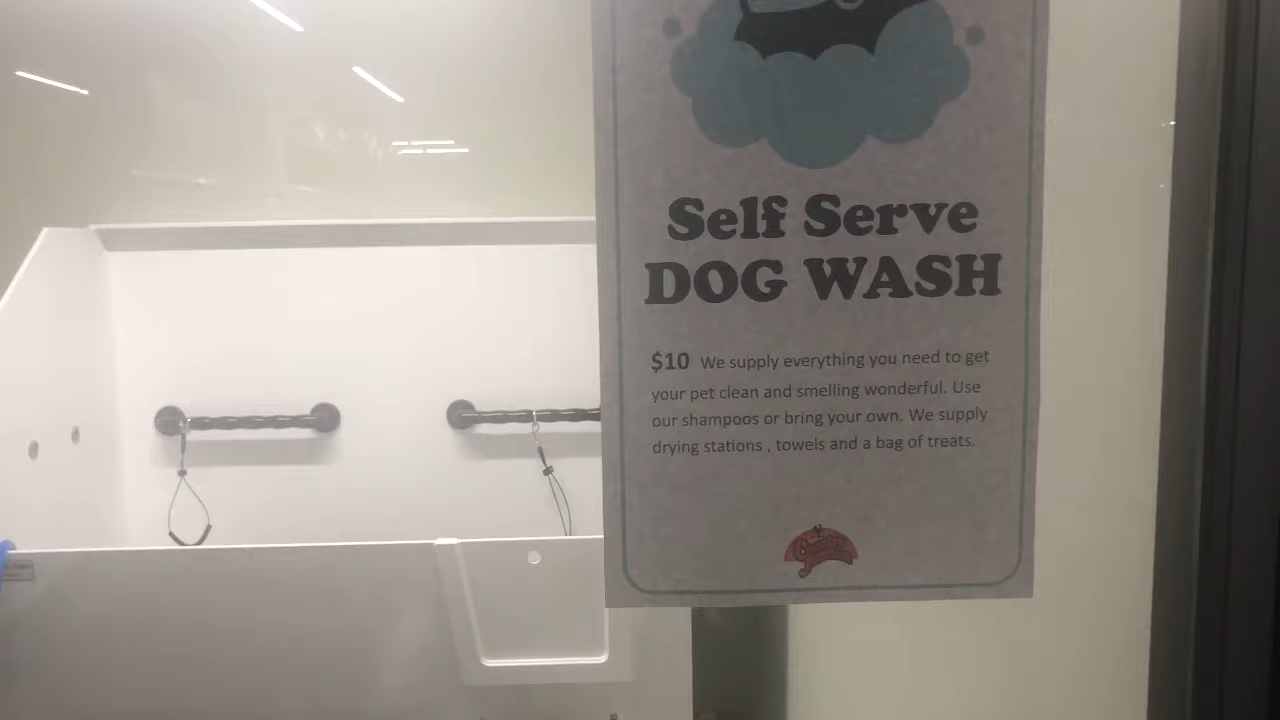 Self Serve
DOG WASH
$10 We supply everything you need to get
your pet clean and smelling wonderful. Use
our shampoos or bring your own. We supply
drying stations , towels and a bag of treats.